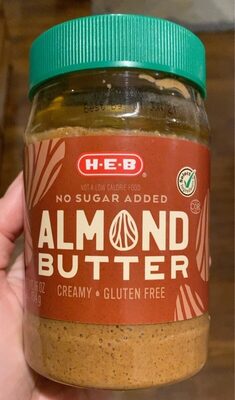 H-E-B
NOT A LOW CALORIE FOOD
NO SUGAR ADDED
ALMOND
BUTTER
CREAMY • GLUTEN FREE